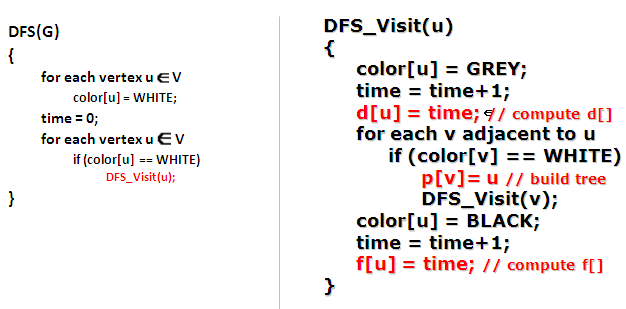 DFS(G)
{
for each vertex u ∈ V
color[u] = WHITE;
time = 0;
for each vertex u ∈ V
if (color[u] == WHITE)
DFS_Visit(u);
}
DFS_Visit(u)
{
color[u] = GREY;
time = time+1;
d[u] = time; // compute d[]
for each v adjacent to u
if (color[v] == WHITE)
p[v]= u // build tree
DFS_Visit(v);
color[u] = BLACK;
time = time+1;
f[u] = time; // compute f[]
}